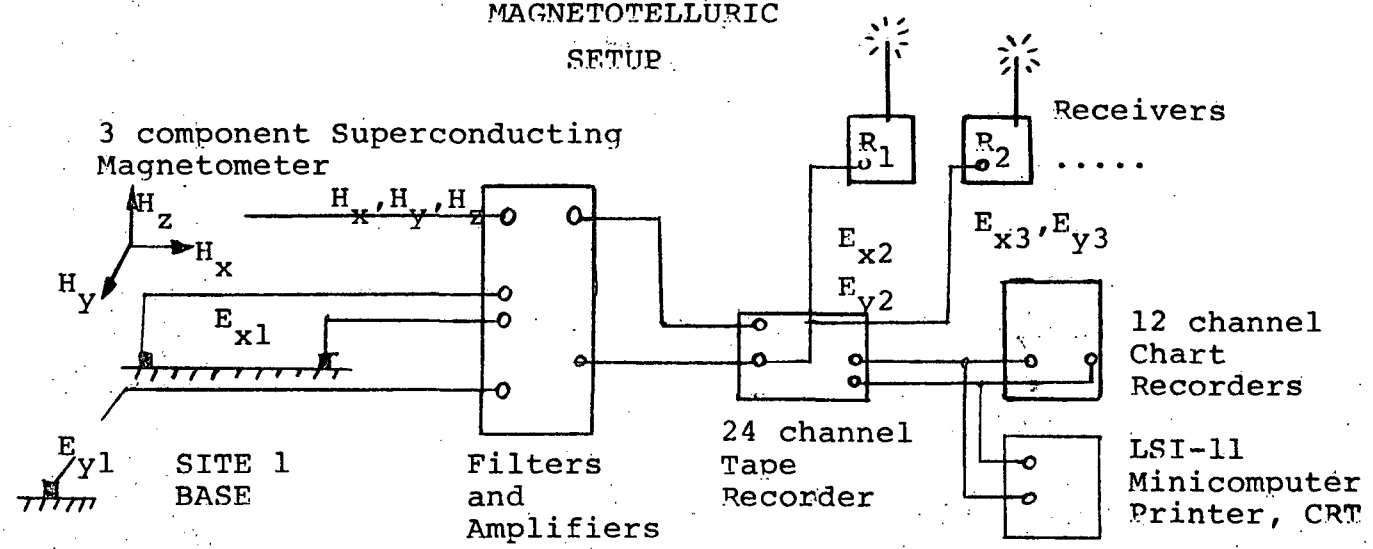 MAGNETOTELLURIC
SETUP
Receivers
3 component Superconducting
Magnetometer
R1
R2
.....
Hz
Hx,Hy,Hz
Hx
Hy
Ex2
Ey2
Ex3,Ey3
Ex1
12 channel
Chart
Recorders
Ey1
SITE 1
BASE
Filters
and
Amplifiers
24 channel
Tape
Recorder
LSI-11
Minicomputer
Printer, CRT